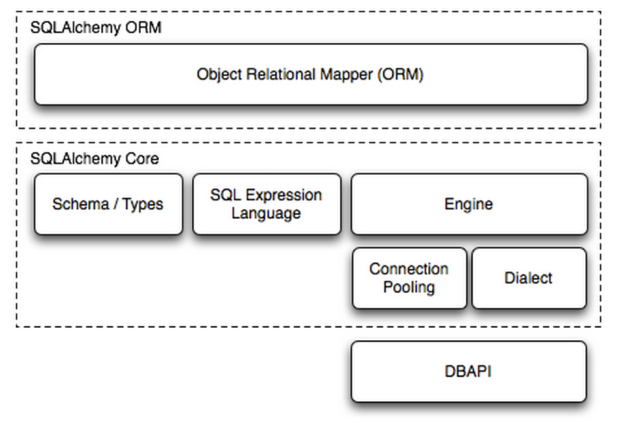 SQLAlchemy ORM
Object Relational Mapper (ORM)
SQLAlchemy Core
Schema / Types
SQL Expression
Language
Engine
Connection
Pooling
Dialect
DBAPI